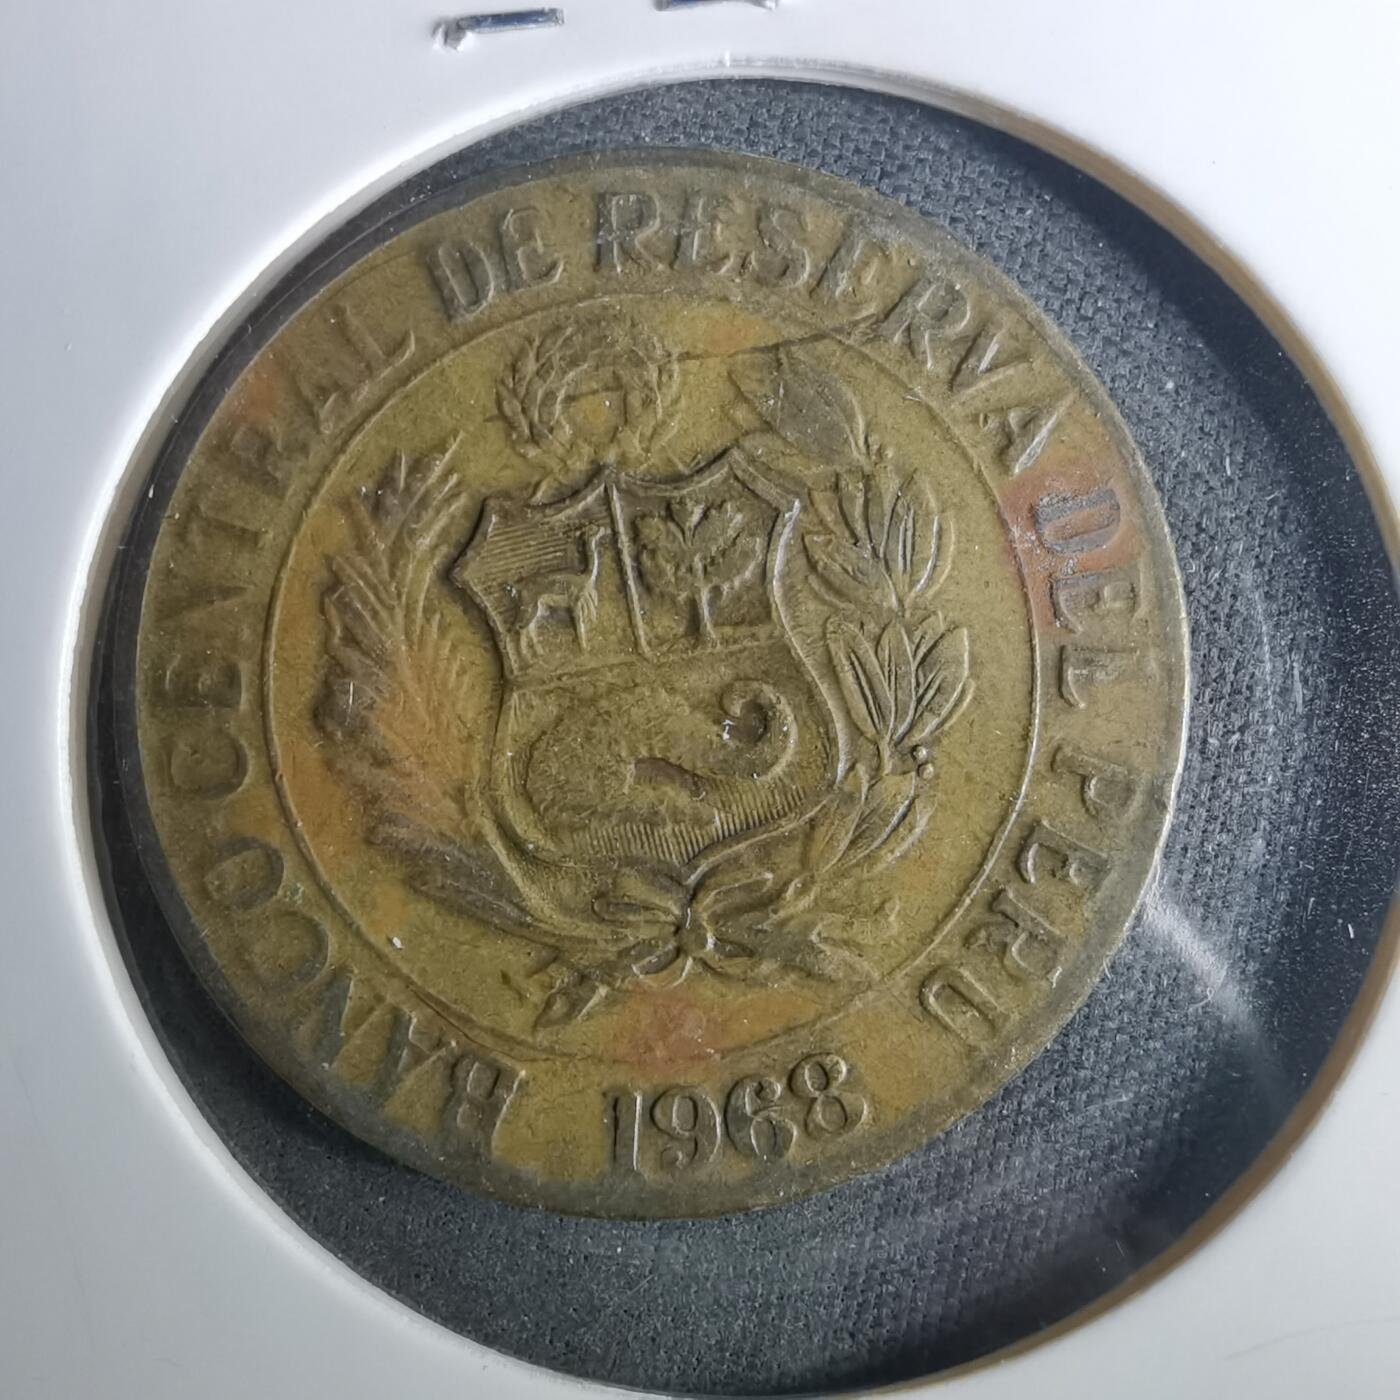 BANCO CENTRAL DE RESERVA DEL PERU
1968